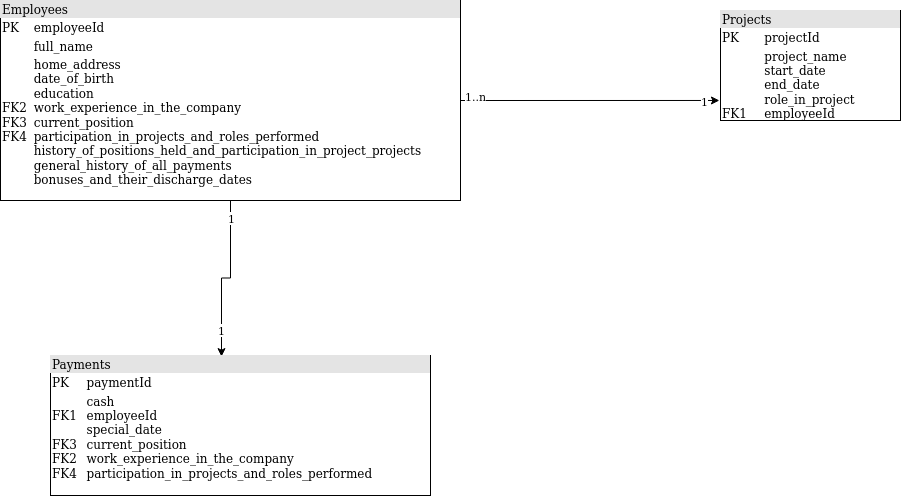 Employees
PK employeeId
full_name
home_address
date_of_birth
education
FK2 work_experience_in_the_company
FK3 current_position
FK4 participation_in_projects_and_roles_performed
history_of_positions_held_and_participation_in_project_projects
general_history_of_all_payments
bonuses_and_their_discharge_dates
1..n
1
Projects
PK projectId
project_name
start_date
end_date
role_in_project
FK1 employeeId
1
1
Payments
PK paymentId
cash
FK1 employeeId
special_date
FK3 current_position
FK2 work_experience_in_the_company
FK4 participation_in_projects_and_roles_performed